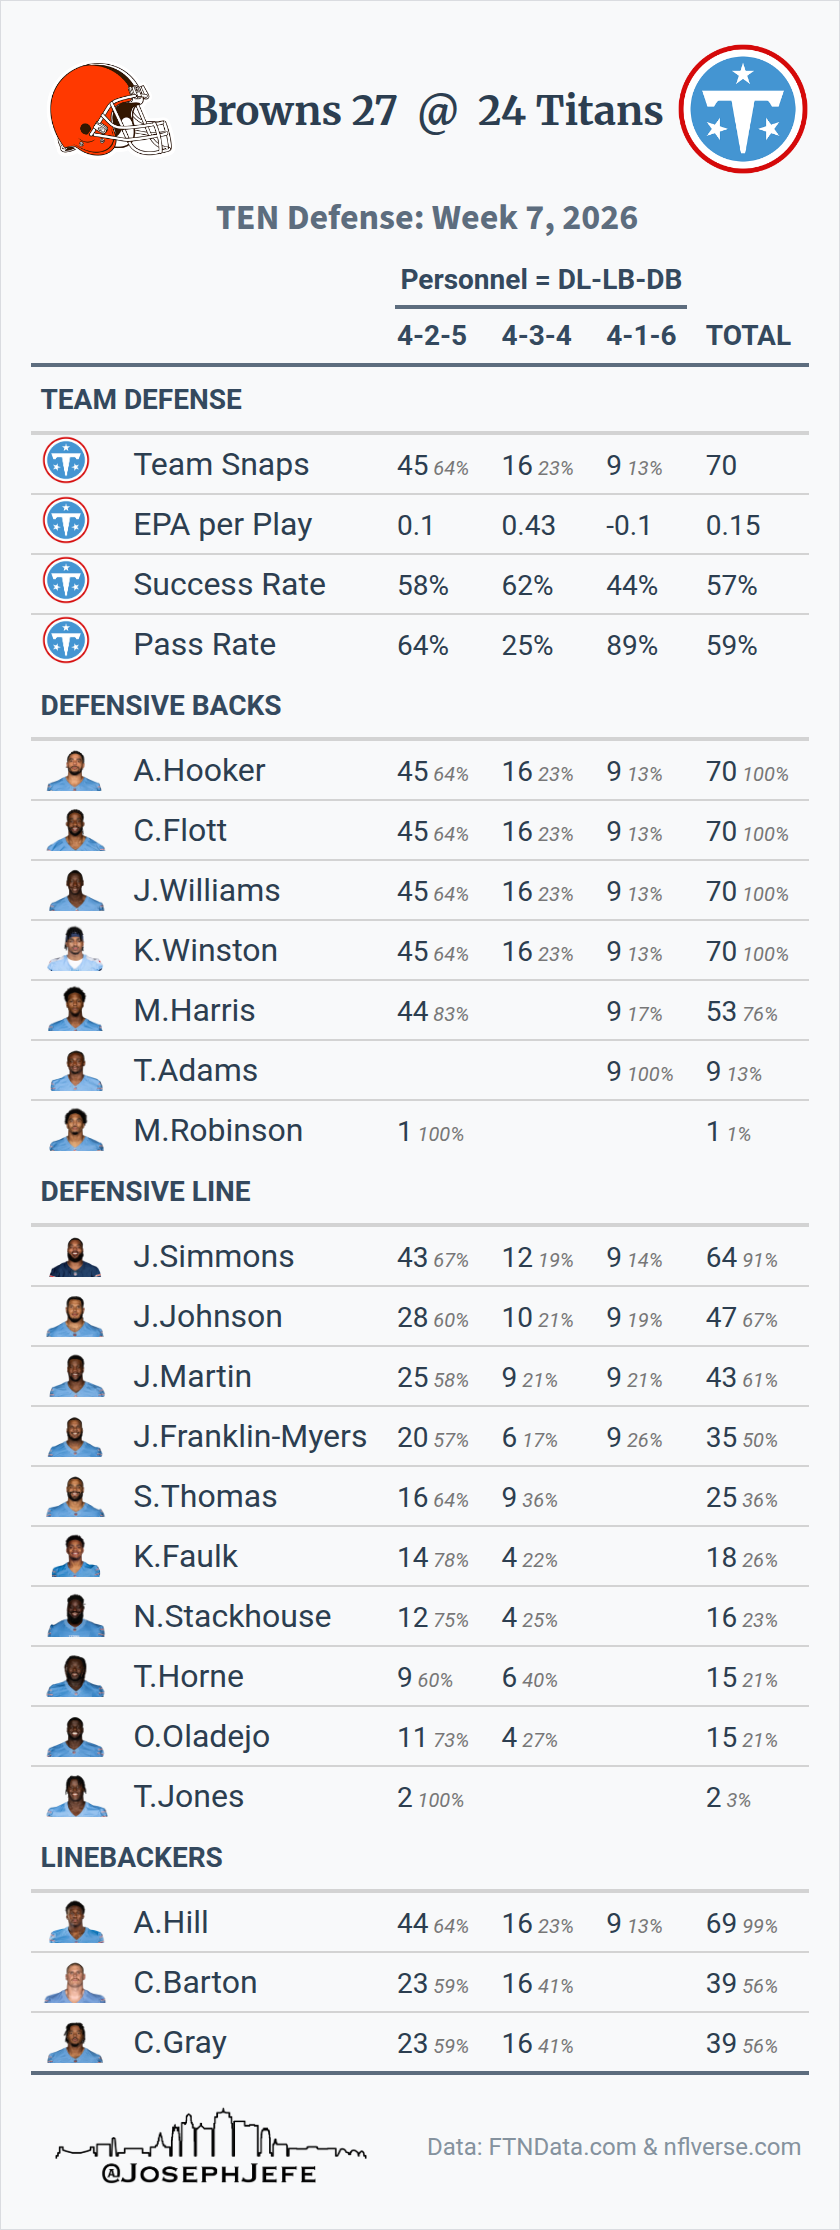 Browns 27 @ 24 Titans
TEN Defense: Week 7, 2026
Personnel = DL-LB-DB
4-2-5 4-3-4 4-1-6 TOTAL
TEAM DEFENSE
Team Snaps 45 64% 16 23% 9 13% 70
EPA per Play 0.1 0.43 -0.1 0.15
Success Rate 58% 62% 44% 57%
Pass Rate 64% 25% 89% 59%
DEFENSIVE BACKS
A.Hooker 45 64% 16 23% 9 13% 70 100%
C.Flott 45 64% 16 23% 9 13% 70 100%
J.Williams 45 64% 16 23% 9 13% 70 100%
K.Winston 45 64% 16 23% 9 13% 70 100%
M.Harris 44 83% 9 17% 53 76%
T.Adams 9 100% 9 13%
M.Robinson 1 100% 1 1%
DEFENSIVE LINE
J.Simmons 43 67% 12 19% 9 14% 64 91%
J.Johnson 28 60% 10 21% 9 19% 47 67%
J.Martin 25 58% 9 21% 9 21% 43 61%
J.Franklin-Myers 20 57% 6 17% 9 26% 35 50%
S.Thomas 16 64% 9 36% 25 36%
K.Faulk 14 78% 4 22% 18 26%
N.Stackhouse 12 75% 4 25% 16 23%
T.Horne 9 60% 6 40% 15 21%
O.Oladejo 11 73% 4 27% 15 21%
T.Jones 2 100% 2 3%
LINEBACKERS
A.Hill 44 64% 16 23% 9 13% 69 99%
C.Barton 23 59% 16 41% 39 56%
C.Gray 23 59% 16 41% 39 56%
@JOSEPHJEFE
Data: FTNData.com & nflverse.com